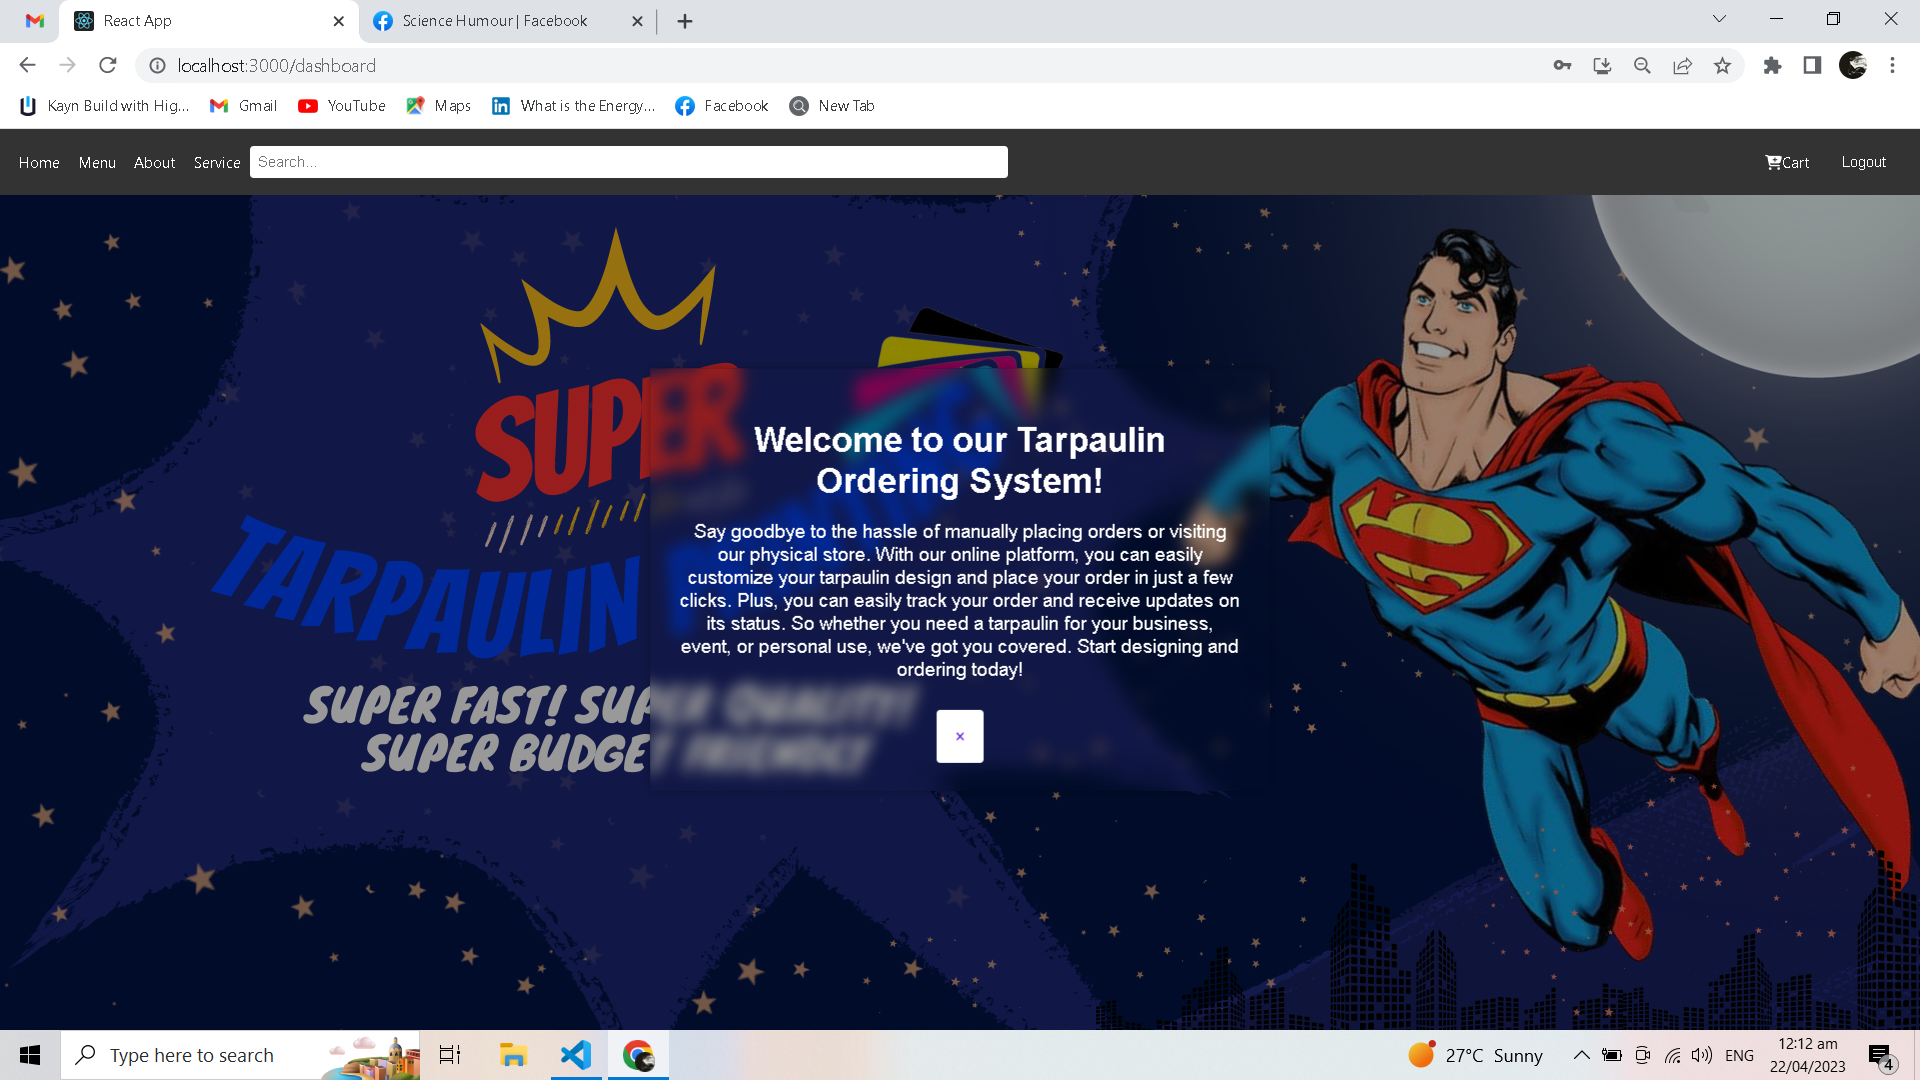 React App
Science Humour | Facebook
localhost:3000/dashboard
Kayn Build with Hig...
Gmail
YouTube
Maps
What is the Energy...
Facebook
New Tab
Home
Menu
About
Service
Search...
Cart
Logout
SUPER
TARPAULIN
SUPER FAST! SUPER QUALITY!
SUPER BUDGET FRIENDLY
Welcome to our Tarpaulin
Ordering System!
Say goodbye to the hassle of manually placing orders or visiting
our physical store. With our online platform, you can easily
customize your tarpaulin design and place your order in just a few
clicks. Plus, you can easily track your order and receive updates on
its status. So whether you need a tarpaulin for your business,
event, or personal use, we've got you covered. Start designing and
ordering today!
×
S
Type here to search
27°C Sunny
ENG
12:12 am
22/04/2023
4